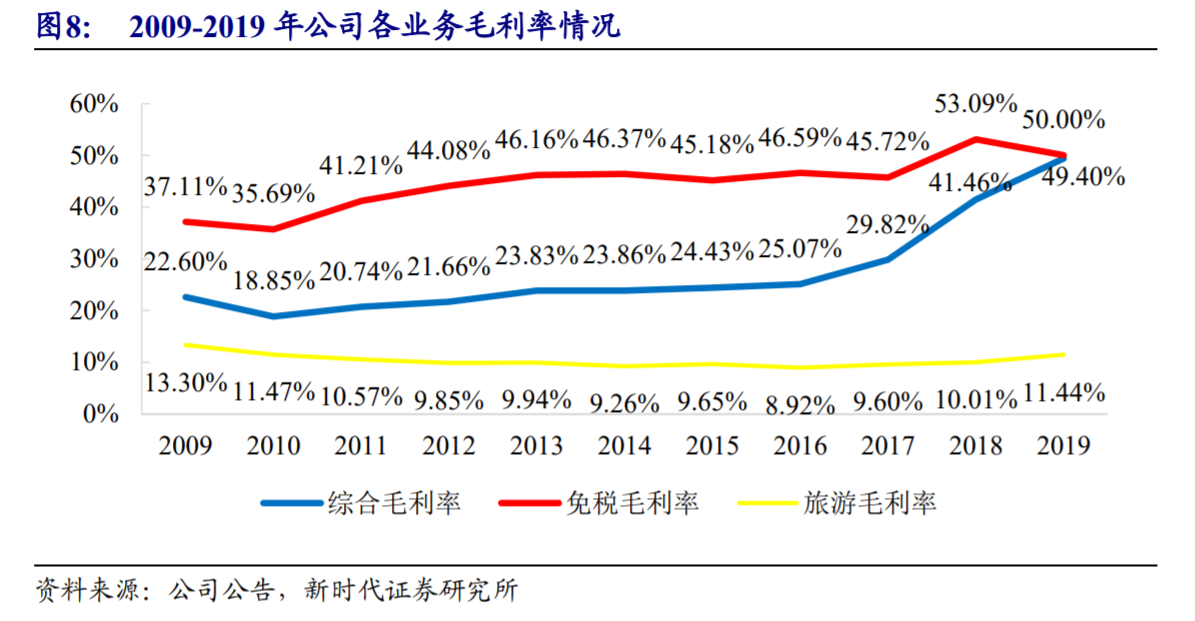 图8: 2009-2019 年公司各业务毛利率情况
60%
50%
40%
30%
20%
10%
0%
37.11% 35.69% 41.21% 44.08% 46.16% 46.37% 45.18% 46.59% 45.72% 53.09% 50.00%
22.60% 18.85% 20.74% 21.66% 23.83% 23.86% 24.43% 25.07% 29.82% 41.46% 49.40%
13.30% 11.47% 10.57% 9.85% 9.94% 9.26% 9.65% 8.92% 9.60% 10.01% 11.44%
2009 2010 2011 2012 2013 2014 2015 2016 2017 2018 2019
综合毛利率 免税毛利率 旅游毛利率
资料来源：公司公告，新时代证券研究所